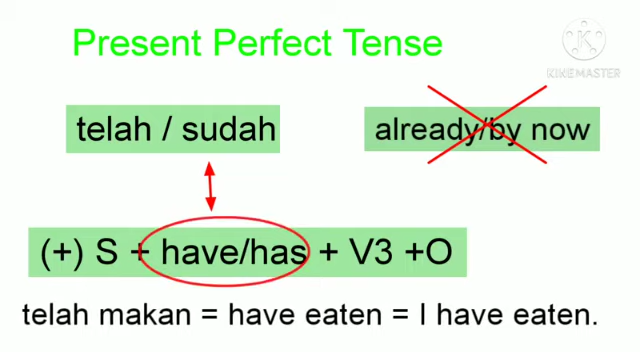 Present Perfect Tense
KINEMASTER
telah / sudah
already/by now
(+) S + have/has + V3 +O
telah makan = have eaten = I have eaten.